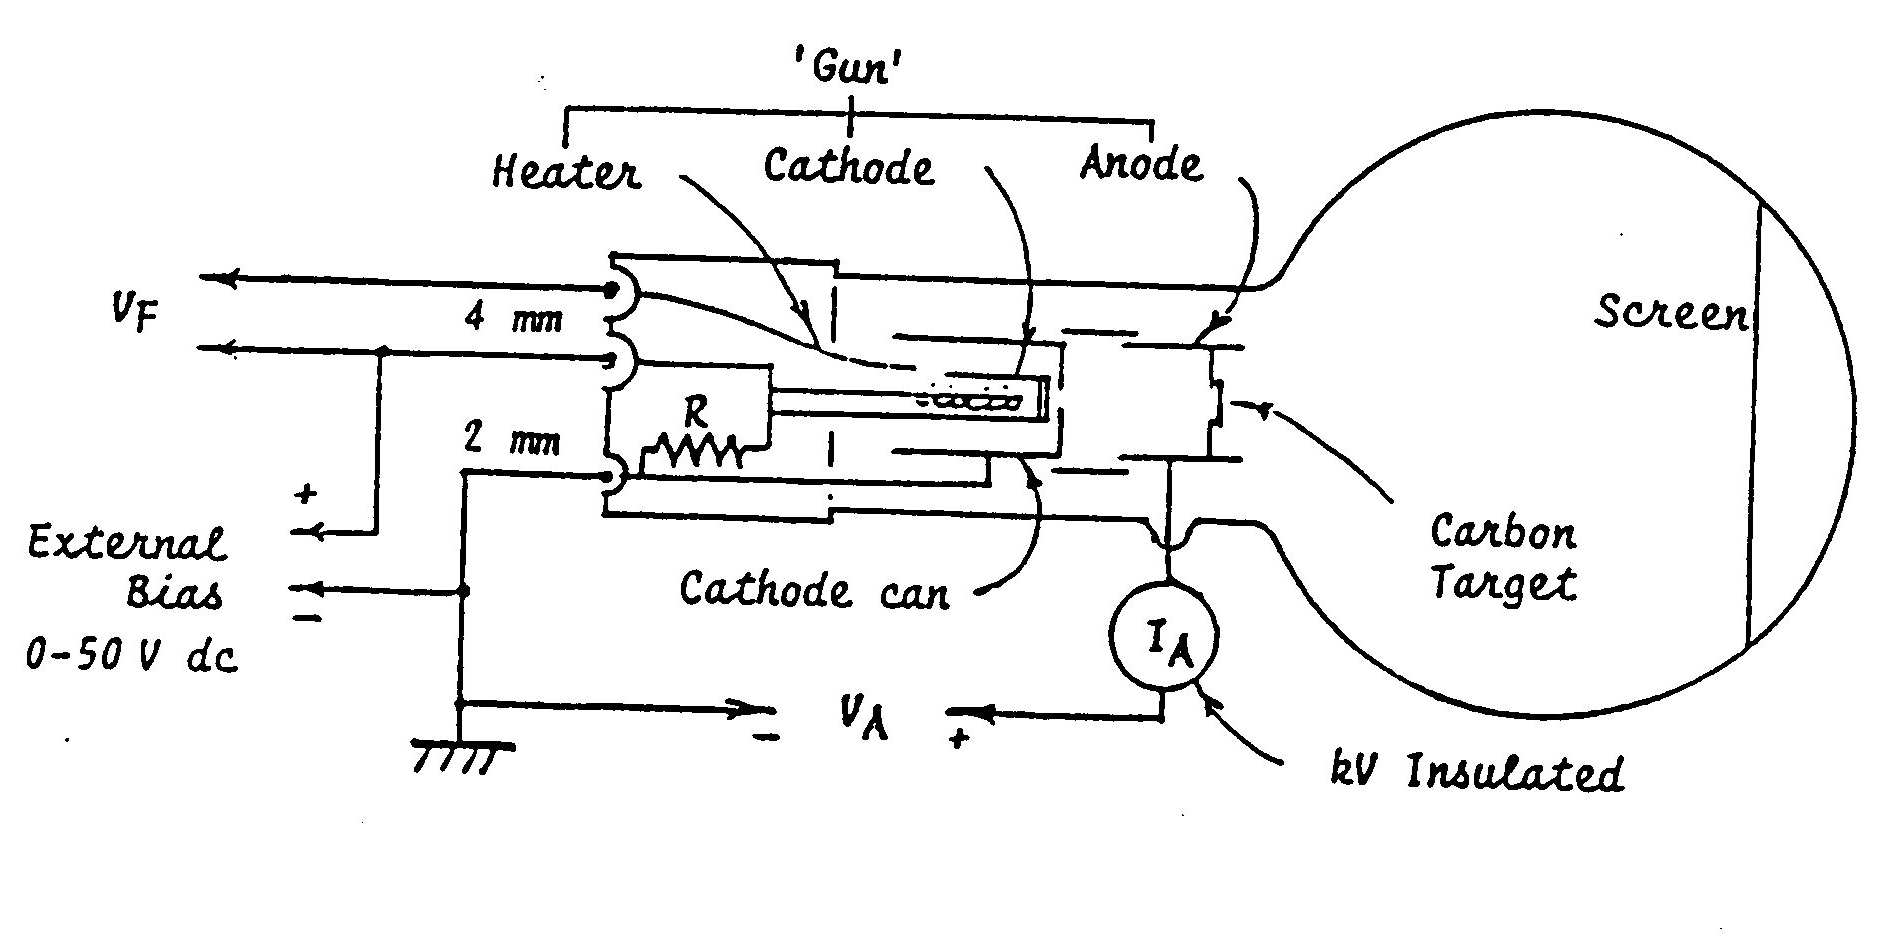 'Gun'
Heater
Cathode
Anode
VF
4 mm
Screen
R
2 mm
+
External
Bias
−
0-50 V dc
Cathode can
Carbon
Target
IA
VA
−
+
kV Insulated